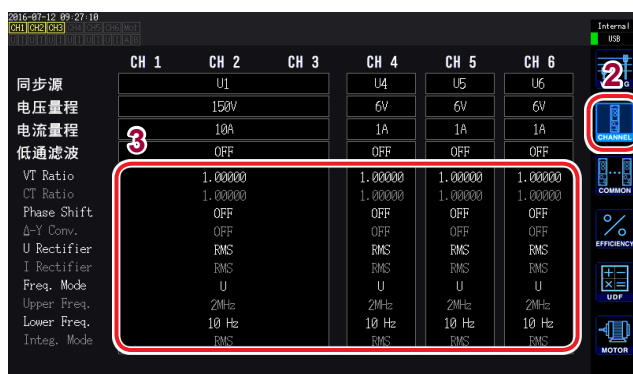 2016-07-12 09:27:10
CH1 CH2 CH3 CH4 CH5 CH6 Mot
U I U I U I U I U I U I A B
Internal
USB
CH 1 CH 2 CH 3 CH 4 CH 5 CH 6
同步源 U1 U4 U5 U6
电压量程 150V 6V 6V 6V
电流量程 10A 1A 1A 1A
低通滤波 OFF OFF OFF OFF
VT Ratio 1.00000 1.00000 1.00000 1.00000
CT Ratio 1.00000 1.00000 1.00000 1.00000
Phase Shift OFF OFF OFF OFF
Δ-Y Conv. OFF OFF OFF OFF
U Rectifier RMS RMS RMS RMS
I Rectifier RMS RMS RMS RMS
Freq. Mode U U U U
Upper Freq. 2MHz 2MHz 2MHz 2MHz
Lower Freq. 10 Hz 10 Hz 10 Hz 10 Hz
Integ. Mode RMS RMS RMS RMS
3
2
G
CHANNEL
COMMON
EFFICIENCY
UDF
MOTOR